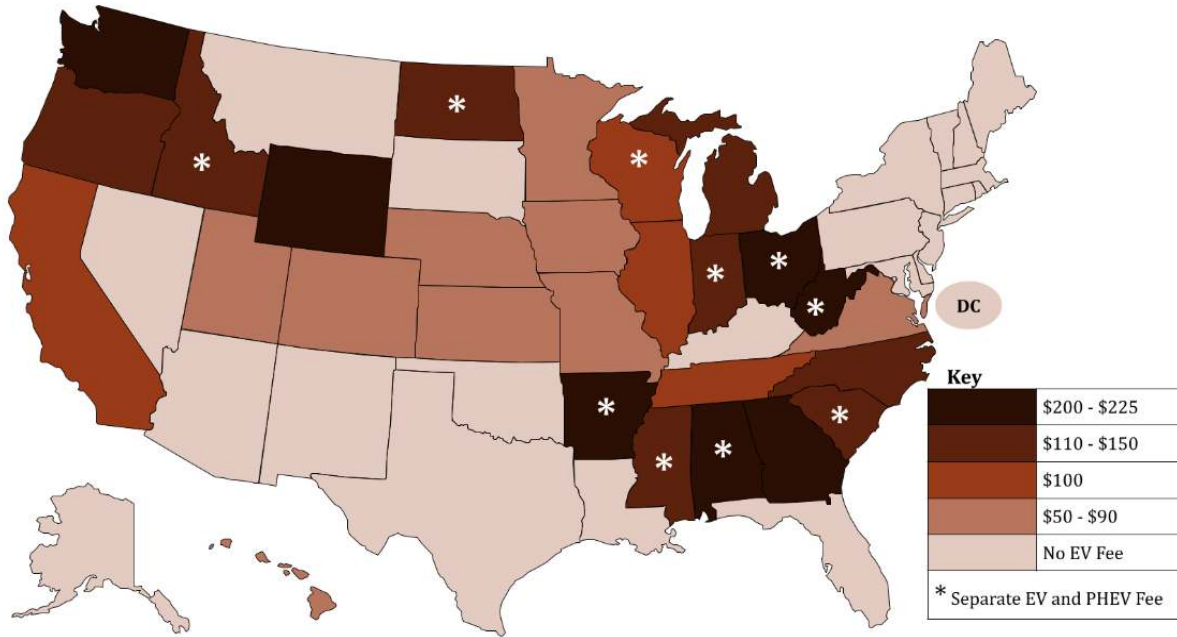 *
*
*
*
*
*
*
*
*
*
DC
Key
$200 - $225
$110 - $150
$100
$50 - $90
No EV Fee
* Separate EV and PHEV Fee